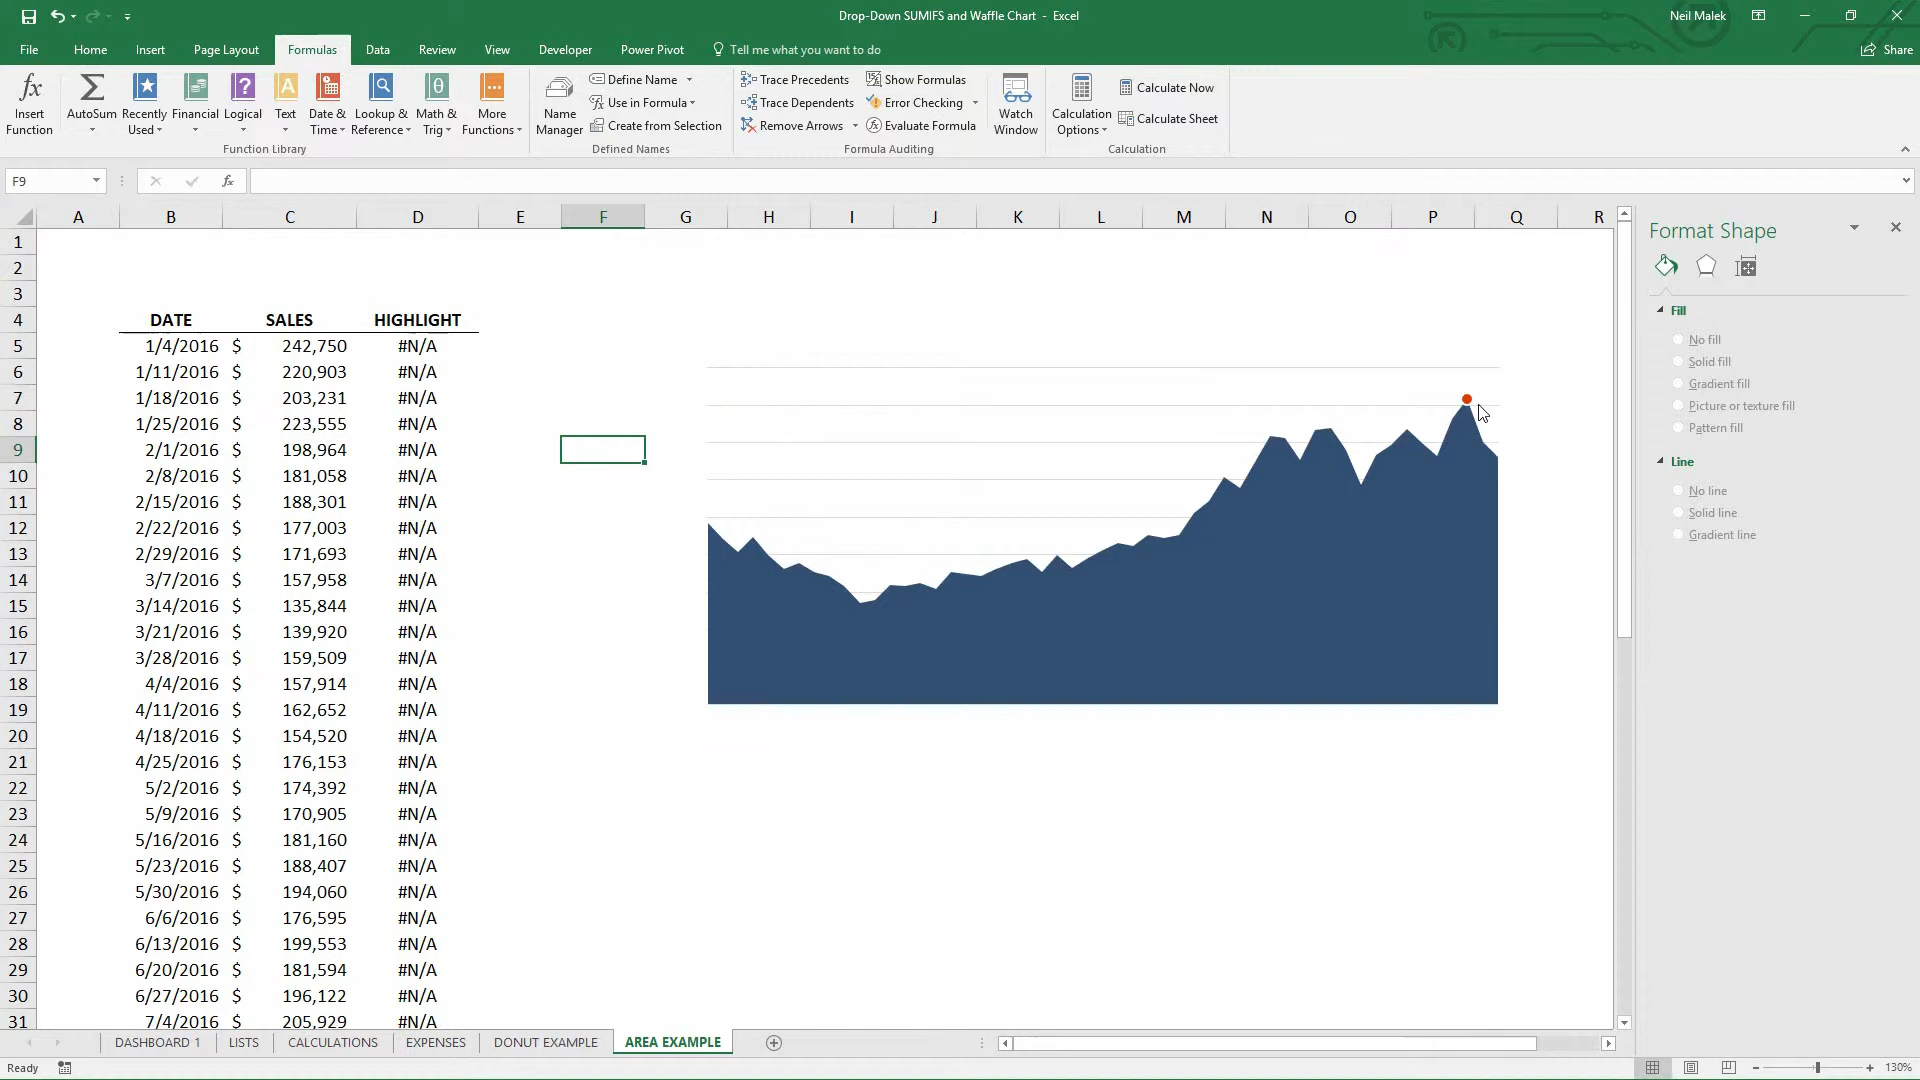 Drop-Down SUMIFS and Waffle Chart - Excel
Neil Malek
File Home Insert Page Layout Formulas Data Review View Developer Power Pivot Tell me what you want to do Share
fx Insert Function
AutoSum
Recently Used
Financial
Logical
Text
Date & Time
Lookup & Reference
Math & Trig
More Functions
Function Library
Name Manager
Define Name
Use in Formula
Create from Selection
Defined Names
Trace Precedents
Trace Dependents
Remove Arrows
Show Formulas
Error Checking
Evaluate Formula
Formula Auditing
Watch Window
Calculation Options
Calculate Now
Calculate Sheet
Calculation
F9 fx
A B C D E F G H I J K L M N O P Q R
1
2
3
4 DATE SALES HIGHLIGHT
5 1/4/2016 $ 242,750 #N/A
6 1/11/2016 $ 220,903 #N/A
7 1/18/2016 $ 203,231 #N/A
8 1/25/2016 $ 223,555 #N/A
9 2/1/2016 $ 198,964 #N/A
10 2/8/2016 $ 181,058 #N/A
11 2/15/2016 $ 188,301 #N/A
12 2/22/2016 $ 177,003 #N/A
13 2/29/2016 $ 171,693 #N/A
14 3/7/2016 $ 157,958 #N/A
15 3/14/2016 $ 135,844 #N/A
16 3/21/2016 $ 139,920 #N/A
17 3/28/2016 $ 159,509 #N/A
18 4/4/2016 $ 157,914 #N/A
19 4/11/2016 $ 162,652 #N/A
20 4/18/2016 $ 154,520 #N/A
21 4/25/2016 $ 176,153 #N/A
22 5/2/2016 $ 174,392 #N/A
23 5/9/2016 $ 170,905 #N/A
24 5/16/2016 $ 181,160 #N/A
25 5/23/2016 $ 188,407 #N/A
26 5/30/2016 $ 194,060 #N/A
27 6/6/2016 $ 176,595 #N/A
28 6/13/2016 $ 199,553 #N/A
29 6/20/2016 $ 181,594 #N/A
30 6/27/2016 $ 196,122 #N/A
31 7/4/2016 $ 205,929 #N/A
Format Shape
Fill
No fill
Solid fill
Gradient fill
Picture or texture fill
Pattern fill
Line
No line
Solid line
Gradient line
DASHBOARD 1 LISTS CALCULATIONS EXPENSES DONUT EXAMPLE AREA EXAMPLE
Ready
130%